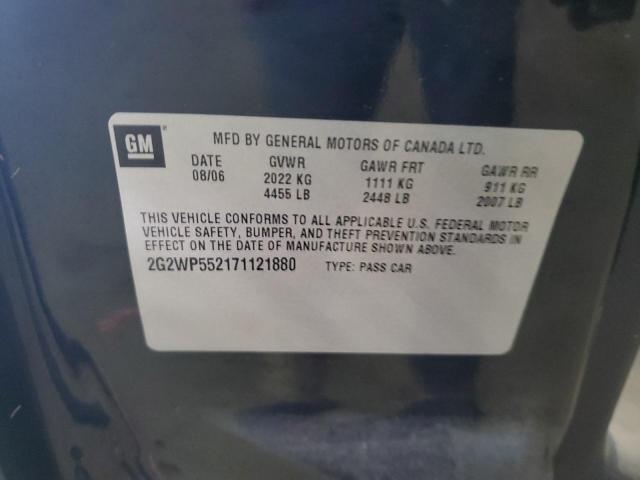 GM
MFD BY GENERAL MOTORS OF CANADA LTD.
DATE GVWR GAWR FRT GAWR RR
08/06 2022 KG 1111 KG 911 KG
4455 LB 2448 LB 2007 LB
THIS VEHICLE CONFORMS TO ALL APPLICABLE U.S. FEDERAL MOTOR
VEHICLE SAFETY, BUMPER, AND THEFT PREVENTION STANDARDS IN
EFFECT ON THE DATE OF MANUFACTURE SHOWN ABOVE.
2G2WP552171121880 TYPE: PASS CAR